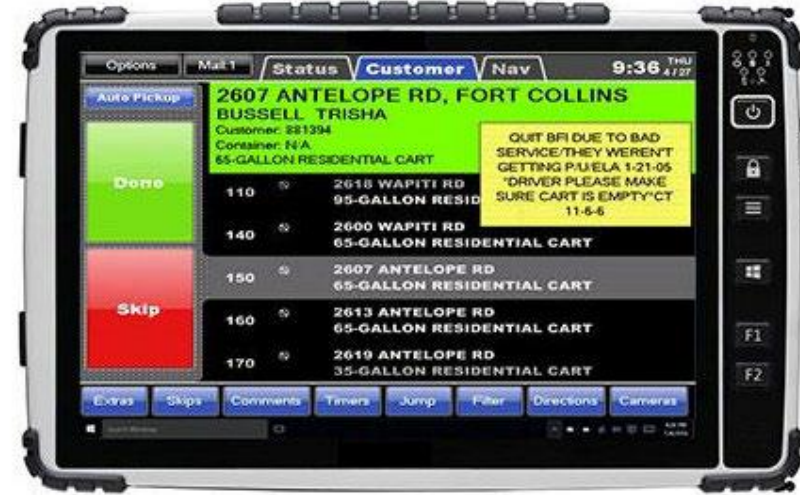 Options Mail:1 Status Customer Nav 9:36 THU 4/27
Auto Pickup
2607 ANTELOPE RD, FORT COLLINS
BUSSELL TRISHA
Customer: 881394
Container: N/A
65-GALLON RESIDENTIAL CART
QUIT BFI DUE TO BAD
SERVICE/THEY WEREN'T
GETTING P/U/ELA 1-21-05
*DRIVER PLEASE MAKE
SURE CART IS EMPTY*CT
11-6-6
Done
Skip
110 2618 WAPITI RD
95-GALLON RESID
140 2600 WAPITI RD
65-GALLON RESIDENTIAL CART
150 2607 ANTELOPE RD
65-GALLON RESIDENTIAL CART
160 2613 ANTELOPE RD
65-GALLON RESIDENTIAL CART
170 2619 ANTELOPE RD
35-GALLON RESIDENTIAL CART
Extras Skips Comments Timers Jump Filter Directions Cameras
F1
F2